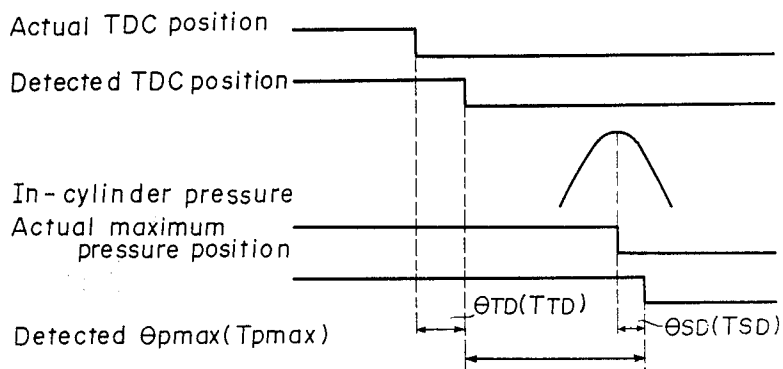 Actual TDC position
Detected TDC position
In-cylinder pressure
Actual maximum
pressure position
θTD(TTD)
θSD(TSD)
Detected θpmax(Tpmax)